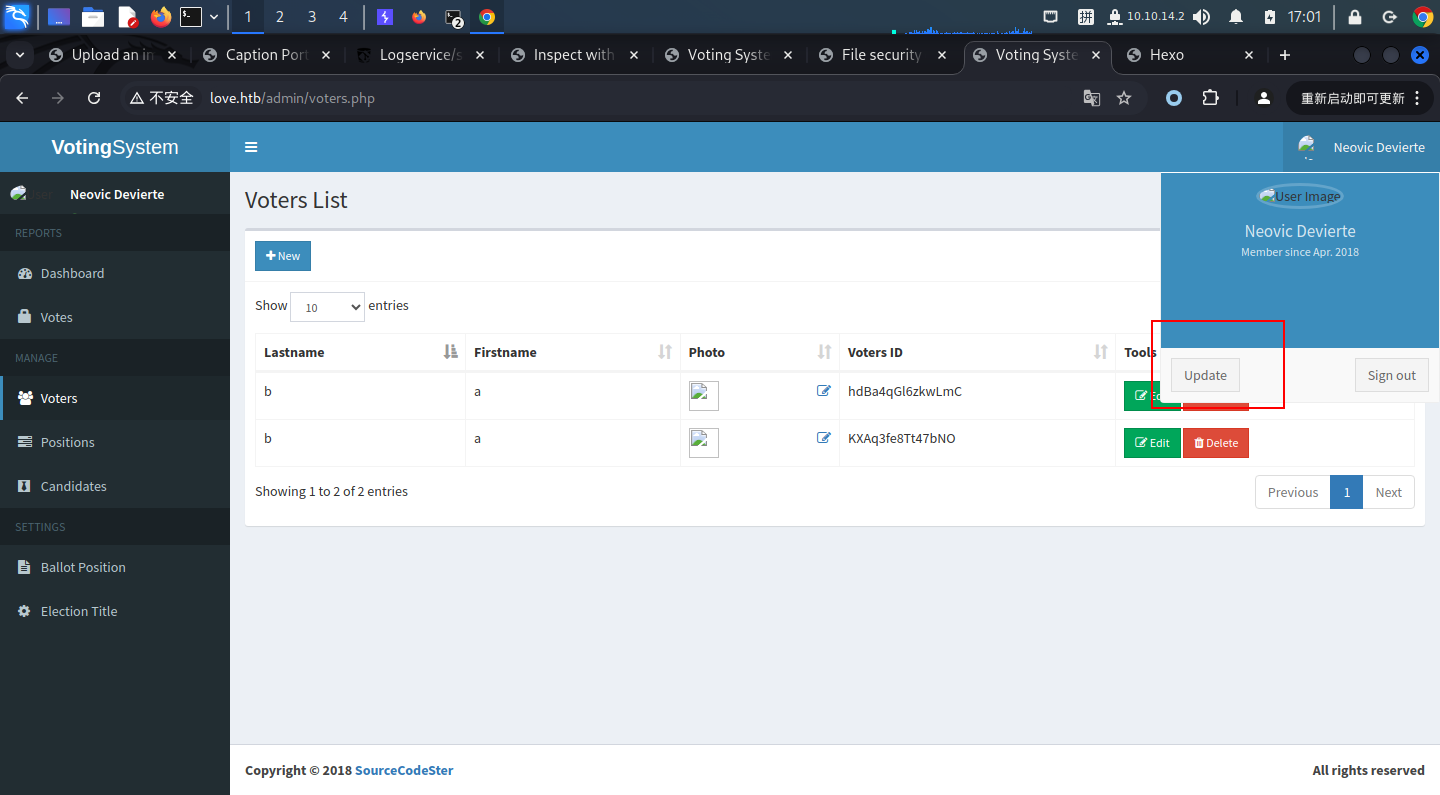 1 2 3 4 2 拼 10.10.14.2 17:01
Upload an in Caption Port Logservice/s Inspect with Voting Syste File security Voting Syste Hexo
不安全 love.htb/admin/voters.php 重新启动即可更新
VotingSystem Neovic Devierte
Neovic Devierte
REPORTS
Dashboard
Votes
MANAGE
Voters
Positions
Candidates
SETTINGS
Ballot Position
Election Title
Voters List
User Image
Neovic Devierte
Member since Apr. 2018
Update Sign out
New
Show 10 entries
Lastname Firstname Photo Voters ID Tools
b a hdBa4qGl6zkwLmC
b a KXAq3fe8Tt47bNO Edit Delete
Showing 1 to 2 of 2 entries Previous 1 Next
Copyright © 2018 SourceCodeSter All rights reserved